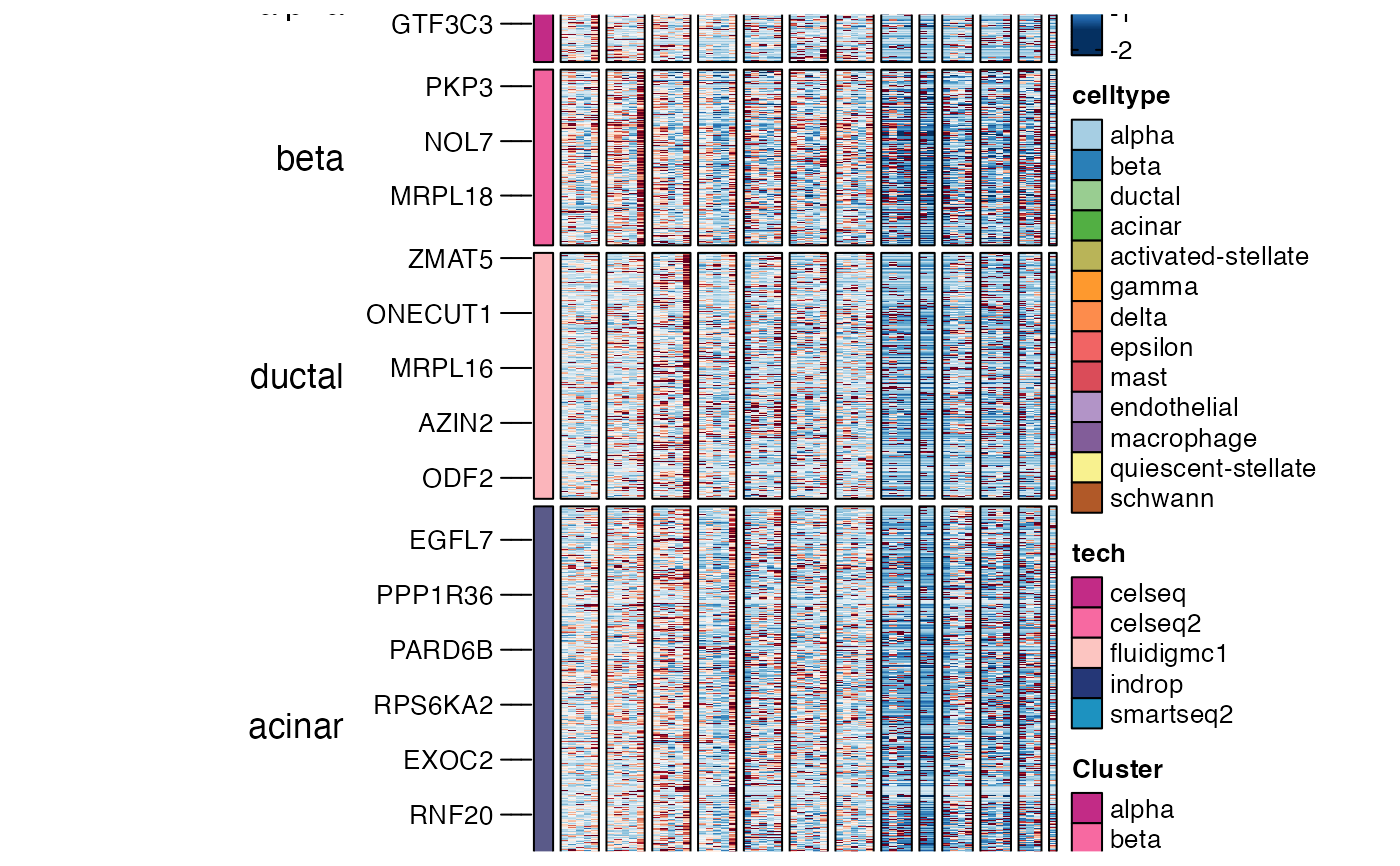 GTF3C3
PKP3
NOL7
beta
MRPL18
ZMAT5
ONECUT1
MRPL16
ductal
AZIN2
ODF2
EGFL7
PPP1R36
PARD6B
RPS6KA2
acinar
EXOC2
RNF20
-1
-2
celltype
alpha
beta
ductal
acinar
activated-stellate
gamma
delta
epsilon
mast
endothelial
macrophage
quiescent-stellate
schwann
tech
celseq
celseq2
fluidigmc1
indrop
smartseq2
Cluster
alpha
beta